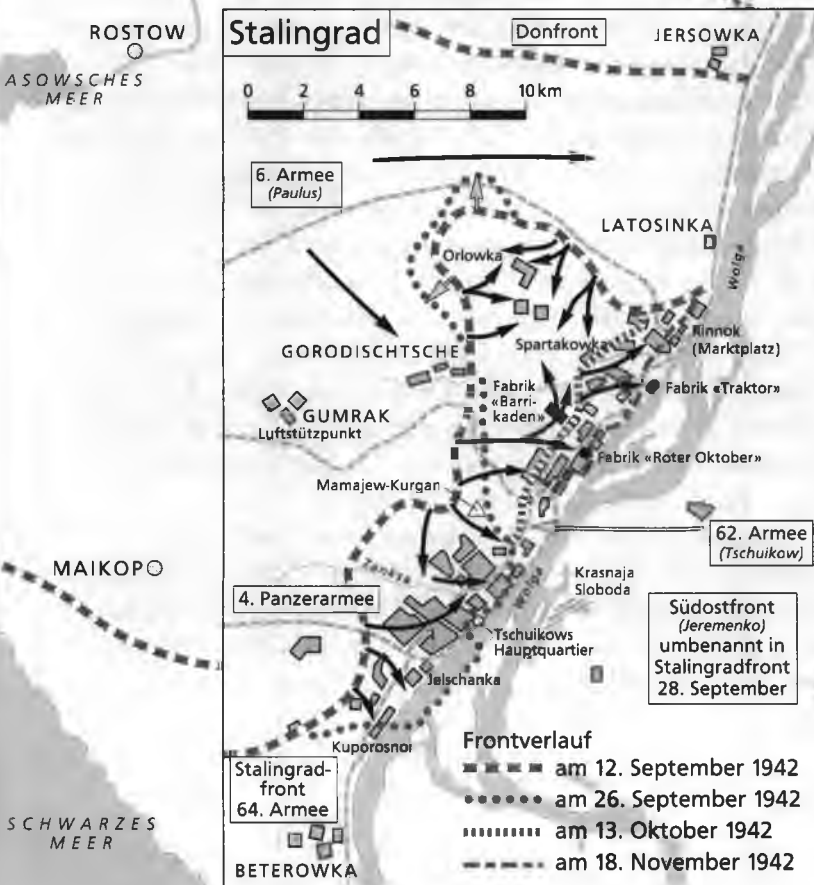 ROSTOW
ASOWSCHES
MEER
MAIKOP
SCHWARZES
MEER
Stalingrad
Donfront
JERSOWKA
0 2 4 6 8 10 km
6. Armee
(Paulus)
LATOSINKA
Wolga
Orlowka
Rinnok
(Marktplatz)
Spartakowka
GORODISCHTSCHE
Fabrik
«Barri-
kaden»
Fabrik «Traktor»
GUMRAK
Luftstützpunkt
Fabrik «Roter Oktober»
Mamajew-Kurgan
62. Armee
(Tschuikow)
Zariza
Krasnaja
Sloboda
Wolga
4. Panzerarmee
Südostfront
(Jeremenko)
umbenannt in
Stalingradfront
28. September
Tschuikows
Hauptquartier
Jelschanka
Kuporosnoi
Stalingrad-
front
64. Armee
BETEROWKA
Frontverlauf
am 12. September 1942
am 26. September 1942
am 13. Oktober 1942
am 18. November 1942